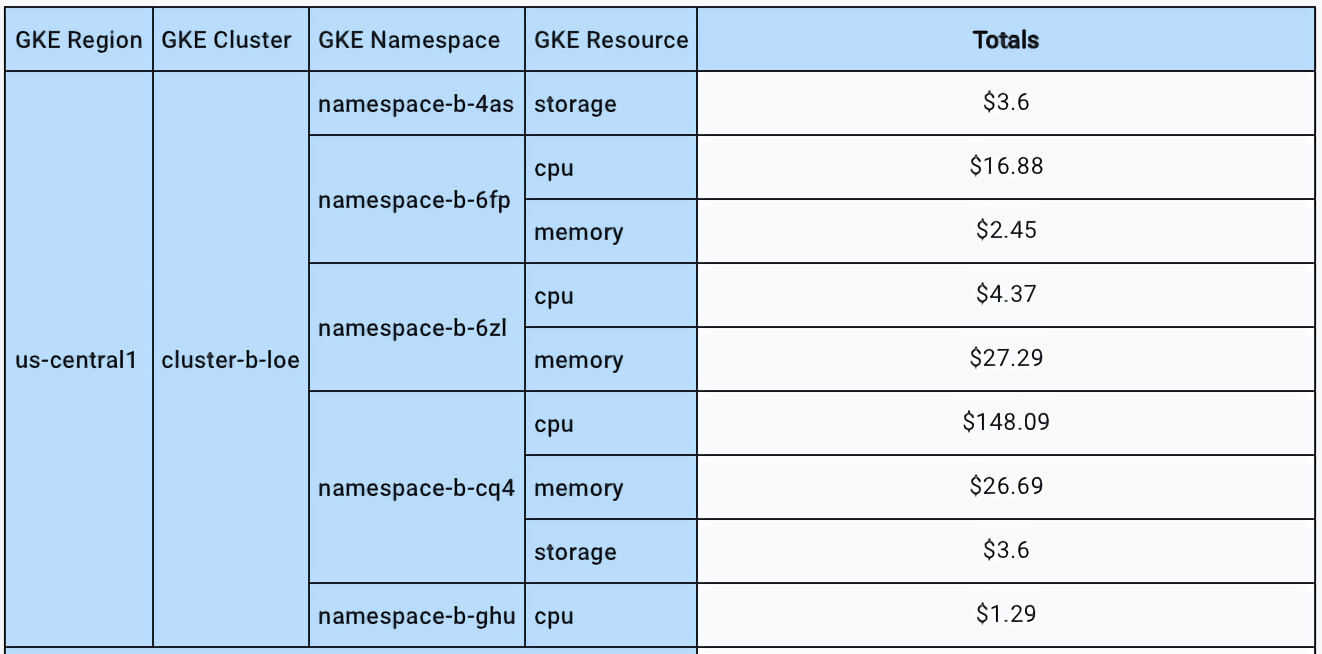 GKE Region GKE Cluster GKE Namespace GKE Resource Totals
us-central1 cluster-b-loe namespace-b-4as storage $3.6
namespace-b-6fp cpu $16.88
memory $2.45
namespace-b-6zl cpu $4.37
memory $27.29
namespace-b-cq4 cpu $148.09
memory $26.69
storage $3.6
namespace-b-ghu cpu $1.29